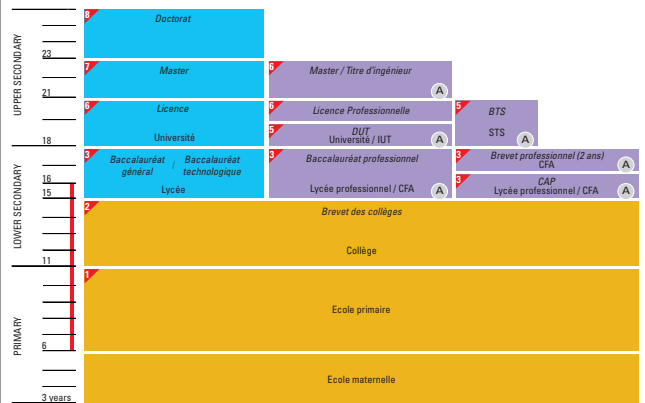 8
Doctorat
23
7
Master
6
Master / Titre d'ingénieur
A
21
6
Licence
Université
6
Licence Professionnelle
5
BTS
STS
A
5
DUT
Université / IUT
A
18
UPPER SECONDARY
3
Baccalauréat général / Baccalauréat technologique
Lycée
3
Baccalauréat professionnel
Lycée professionnel / CFA
A
3
Brevet professionnel (2 ans)
CFA
A
3
CAP
Lycée professionnel / CFA
A
16
15
LOWER SECONDARY
2
Brevet des collèges
Collège
11
1
Ecole primaire
PRIMARY
6
Ecole maternelle
3 years